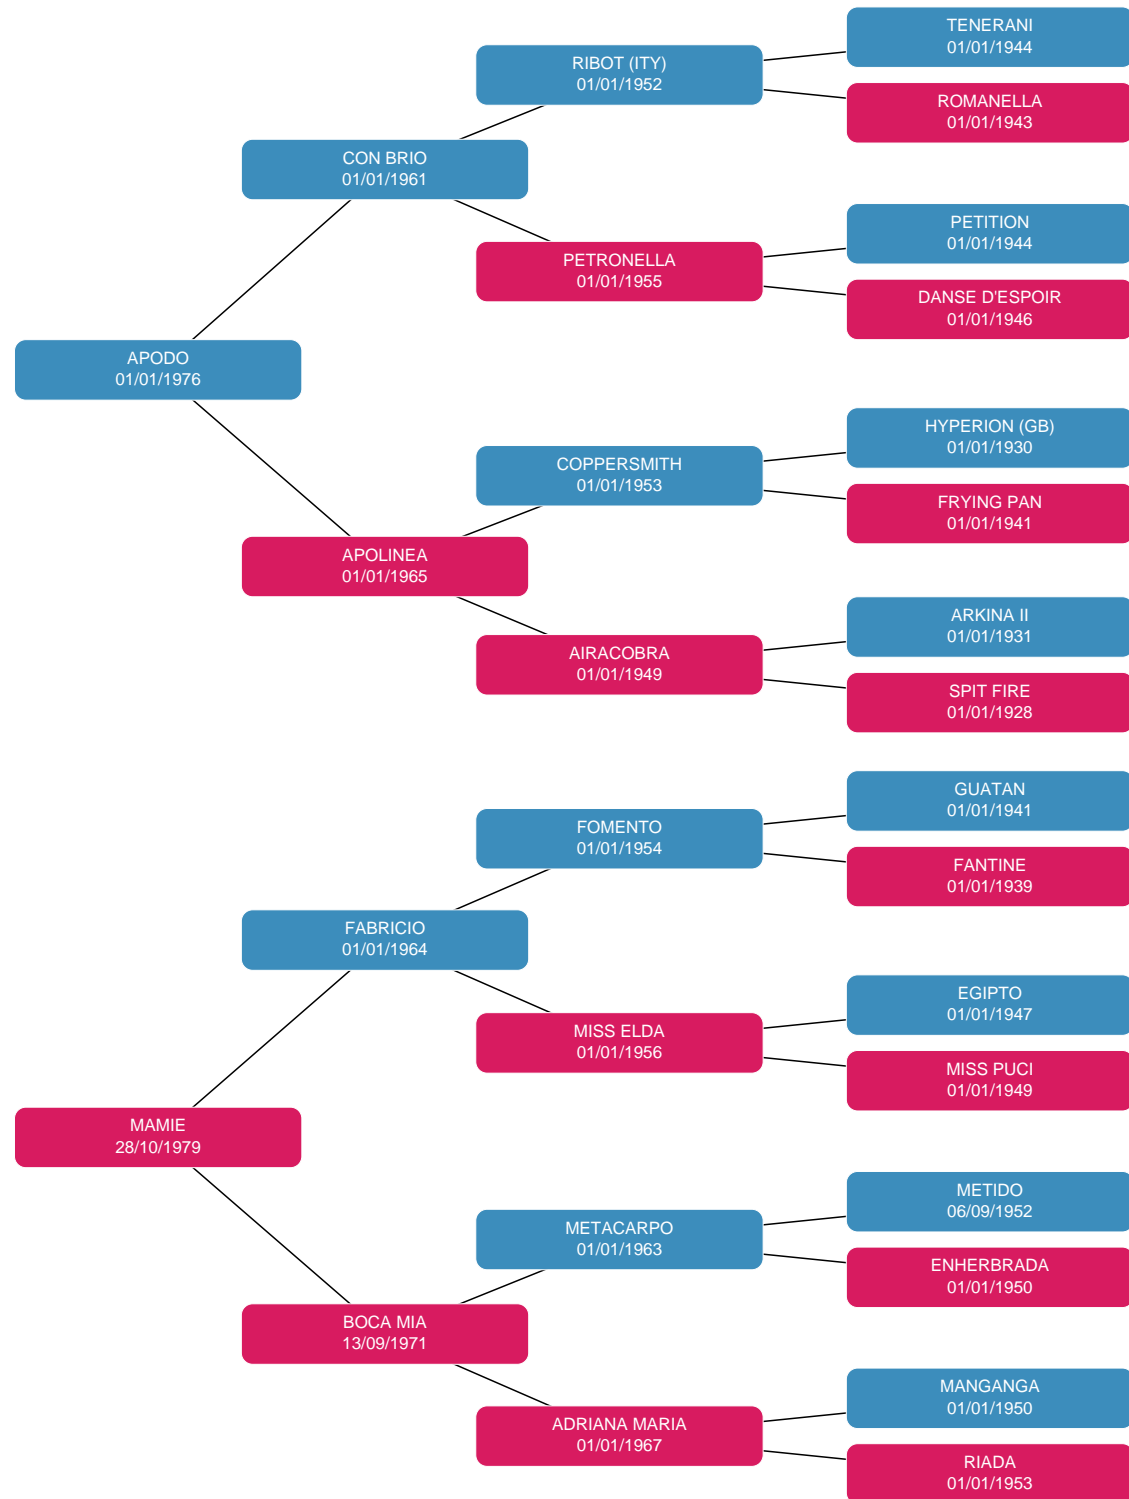 TENERANI
01/01/1944
RIBOT (ITY)
01/01/1952
ROMANELLA
01/01/1943
CON BRIO
01/01/1961
PETITION
01/01/1944
PETRONELLA
01/01/1955
DANSE D'ESPOIR
01/01/1946
APODO
01/01/1976
HYPERION (GB)
01/01/1930
COPPERSMITH
01/01/1953
FRYING PAN
01/01/1941
APOLINEA
01/01/1965
ARKINA II
01/01/1931
AIRACOBRA
01/01/1949
SPIT FIRE
01/01/1928
GUATAN
01/01/1941
FOMENTO
01/01/1954
FANTINE
01/01/1939
FABRICIO
01/01/1964
EGIPTO
01/01/1947
MISS ELDA
01/01/1956
MISS PUCI
01/01/1949
MAMIE
28/10/1979
METIDO
06/09/1952
METACARPO
01/01/1963
ENHERBRADA
01/01/1950
BOCA MIA
13/09/1971
MANGANGA
01/01/1950
ADRIANA MARIA
01/01/1967
RIADA
01/01/1953